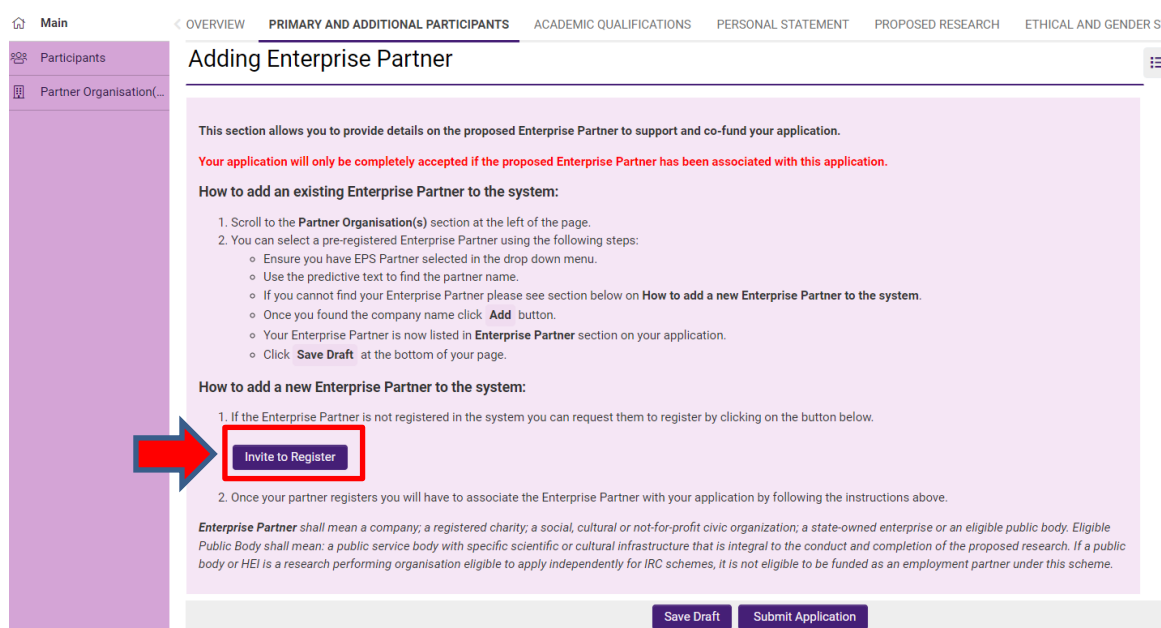 Main
OVERVIEW PRIMARY AND ADDITIONAL PARTICIPANTS ACADEMIC QUALIFICATIONS PERSONAL STATEMENT PROPOSED RESEARCH ETHICAL AND GENDER S
Participants
Partner Organisation(...
Adding Enterprise Partner
This section allows you to provide details on the proposed Enterprise Partner to support and co-fund your application.
Your application will only be completely accepted if the proposed Enterprise Partner has been associated with this application.
How to add an existing Enterprise Partner to the system:
1. Scroll to the Partner Organisation(s) section at the left of the page.
2. You can select a pre-registered Enterprise Partner using the following steps:
Ensure you have EPS Partner selected in the drop down menu.
Use the predictive text to find the partner name.
If you cannot find your Enterprise Partner please see section below on How to add a new Enterprise Partner to the system.
Once you found the company name click Add button.
Your Enterprise Partner is now listed in Enterprise Partner section on your application.
Click Save Draft at the bottom of your page.
How to add a new Enterprise Partner to the system:
1. If the Enterprise Partner is not registered in the system you can request them to register by clicking on the button below.
Invite to Register
2. Once your partner registers you will have to associate the Enterprise Partner with your application by following the instructions above.
Enterprise Partner shall mean a company; a registered charity; a social, cultural or not-for-profit civic organization; a state-owned enterprise or an eligible public body. Eligible
Public Body shall mean: a public service body with specific scientific or cultural infrastructure that is integral to the conduct and completion of the proposed research. If a public
body or HEI is a research performing organisation eligible to apply independently for IRC schemes, it is not eligible to be funded as an employment partner under this scheme.
Save Draft Submit Application